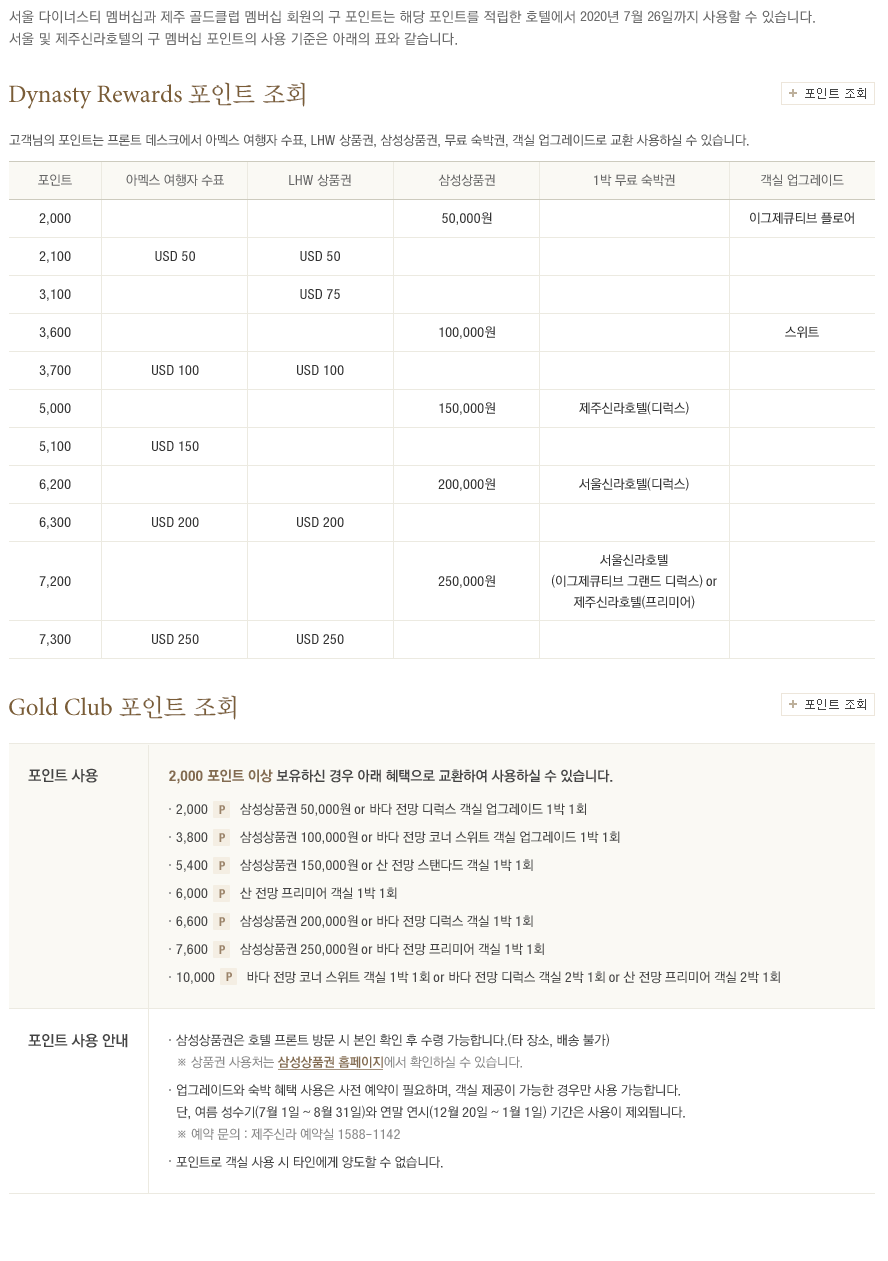 서울 다이너스티 멤버십과 제주 골드클럽 멤버십 회원의 구 포인트는 해당 포인트를 적립한 호텔에서 2020년 7월 26일까지 사용할 수 있습니다.
서울 및 제주신라호텔의 구 멤버십 포인트의 사용 기준은 아래의 표와 같습니다.
Dynasty Rewards 포인트 조회
+ 포인트 조회
고객님의 포인트는 프론트 데스크에서 아멕스 여행자 수표, LHW 상품권, 삼성상품권, 무료 숙박권, 객실 업그레이드로 교환 사용하실 수 있습니다.
포인트 아멕스 여행자 수표 LHW 상품권 삼성상품권 1박 무료 숙박권 객실 업그레이드
2,000 50,000원 이그제큐티브 플로어
2,100 USD 50 USD 50
3,100 USD 75
3,600 100,000원 스위트
3,700 USD 100 USD 100
5,000 150,000원 제주신라호텔(디럭스)
5,100 USD 150
6,200 200,000원 서울신라호텔(디럭스)
6,300 USD 200 USD 200
서울신라호텔
7,200 250,000원 (이그제큐티브 그랜드 디럭스) or
제주신라호텔(프리미어)
7,300 USD 250 USD 250
Gold Club 포인트 조회
+ 포인트 조회
포인트 사용
2,000 포인트 이상 보유하신 경우 아래 혜택으로 교환하여 사용하실 수 있습니다.
· 2,000 P 삼성상품권 50,000원 or 바다 전망 디럭스 객실 업그레이드 1박 1회
· 3,800 P 삼성상품권 100,000원 or 바다 전망 코너 스위트 객실 업그레이드 1박 1회
· 5,400 P 삼성상품권 150,000원 or 산 전망 스탠다드 객실 1박 1회
· 6,000 P 산 전망 프리미어 객실 1박 1회
· 6,600 P 삼성상품권 200,000원 or 바다 전망 디럭스 객실 1박 1회
· 7,600 P 삼성상품권 250,000원 or 바다 전망 프리미어 객실 1박 1회
· 10,000 P 바다 전망 코너 스위트 객실 1박 1회 or 바다 전망 디럭스 객실 2박 1회 or 산 전망 프리미어 객실 2박 1회
포인트 사용 안내
· 삼성상품권은 호텔 프론트 방문 시 본인 확인 후 수령 가능합니다.(타 장소, 배송 불가)
※ 상품권 사용처는 삼성상품권 홈페이지에서 확인하실 수 있습니다.
· 업그레이드와 숙박 혜택 사용은 사전 예약이 필요하며, 객실 제공이 가능한 경우만 사용 가능합니다.
단, 여름 성수기(7월 1일 ~ 8월 31일)와 연말 연시(12월 20일 ~ 1월 1일) 기간은 사용이 제외됩니다.
※ 예약 문의 : 제주신라 예약실 1588-1142
· 포인트로 객실 사용 시 타인에게 양도할 수 없습니다.